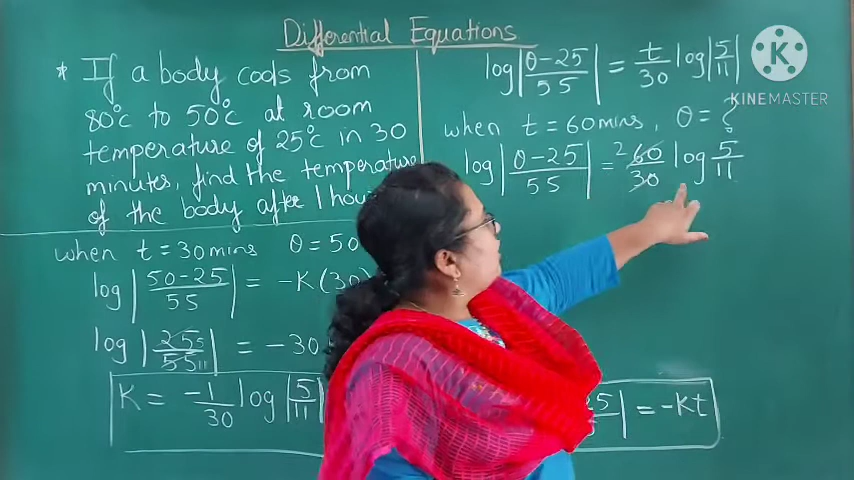 Differential Equations
* If a body cools from
80°c to 50°c at room
temperature of 25°c in 30
minutes, find the temperature
of the body after 1 hour
when t = 30 mins θ = 50
log |50-25/55| = -K(30)
log |25 5/55 11| = -30
K = -1/30 log |5/11|
log |θ-25/55| = t/30 log |5/11|
when t = 60 mins, θ = ?
log |θ-25/55| = 2 60/30 log 5/11
25| = -Kt
K
KINEMASTER